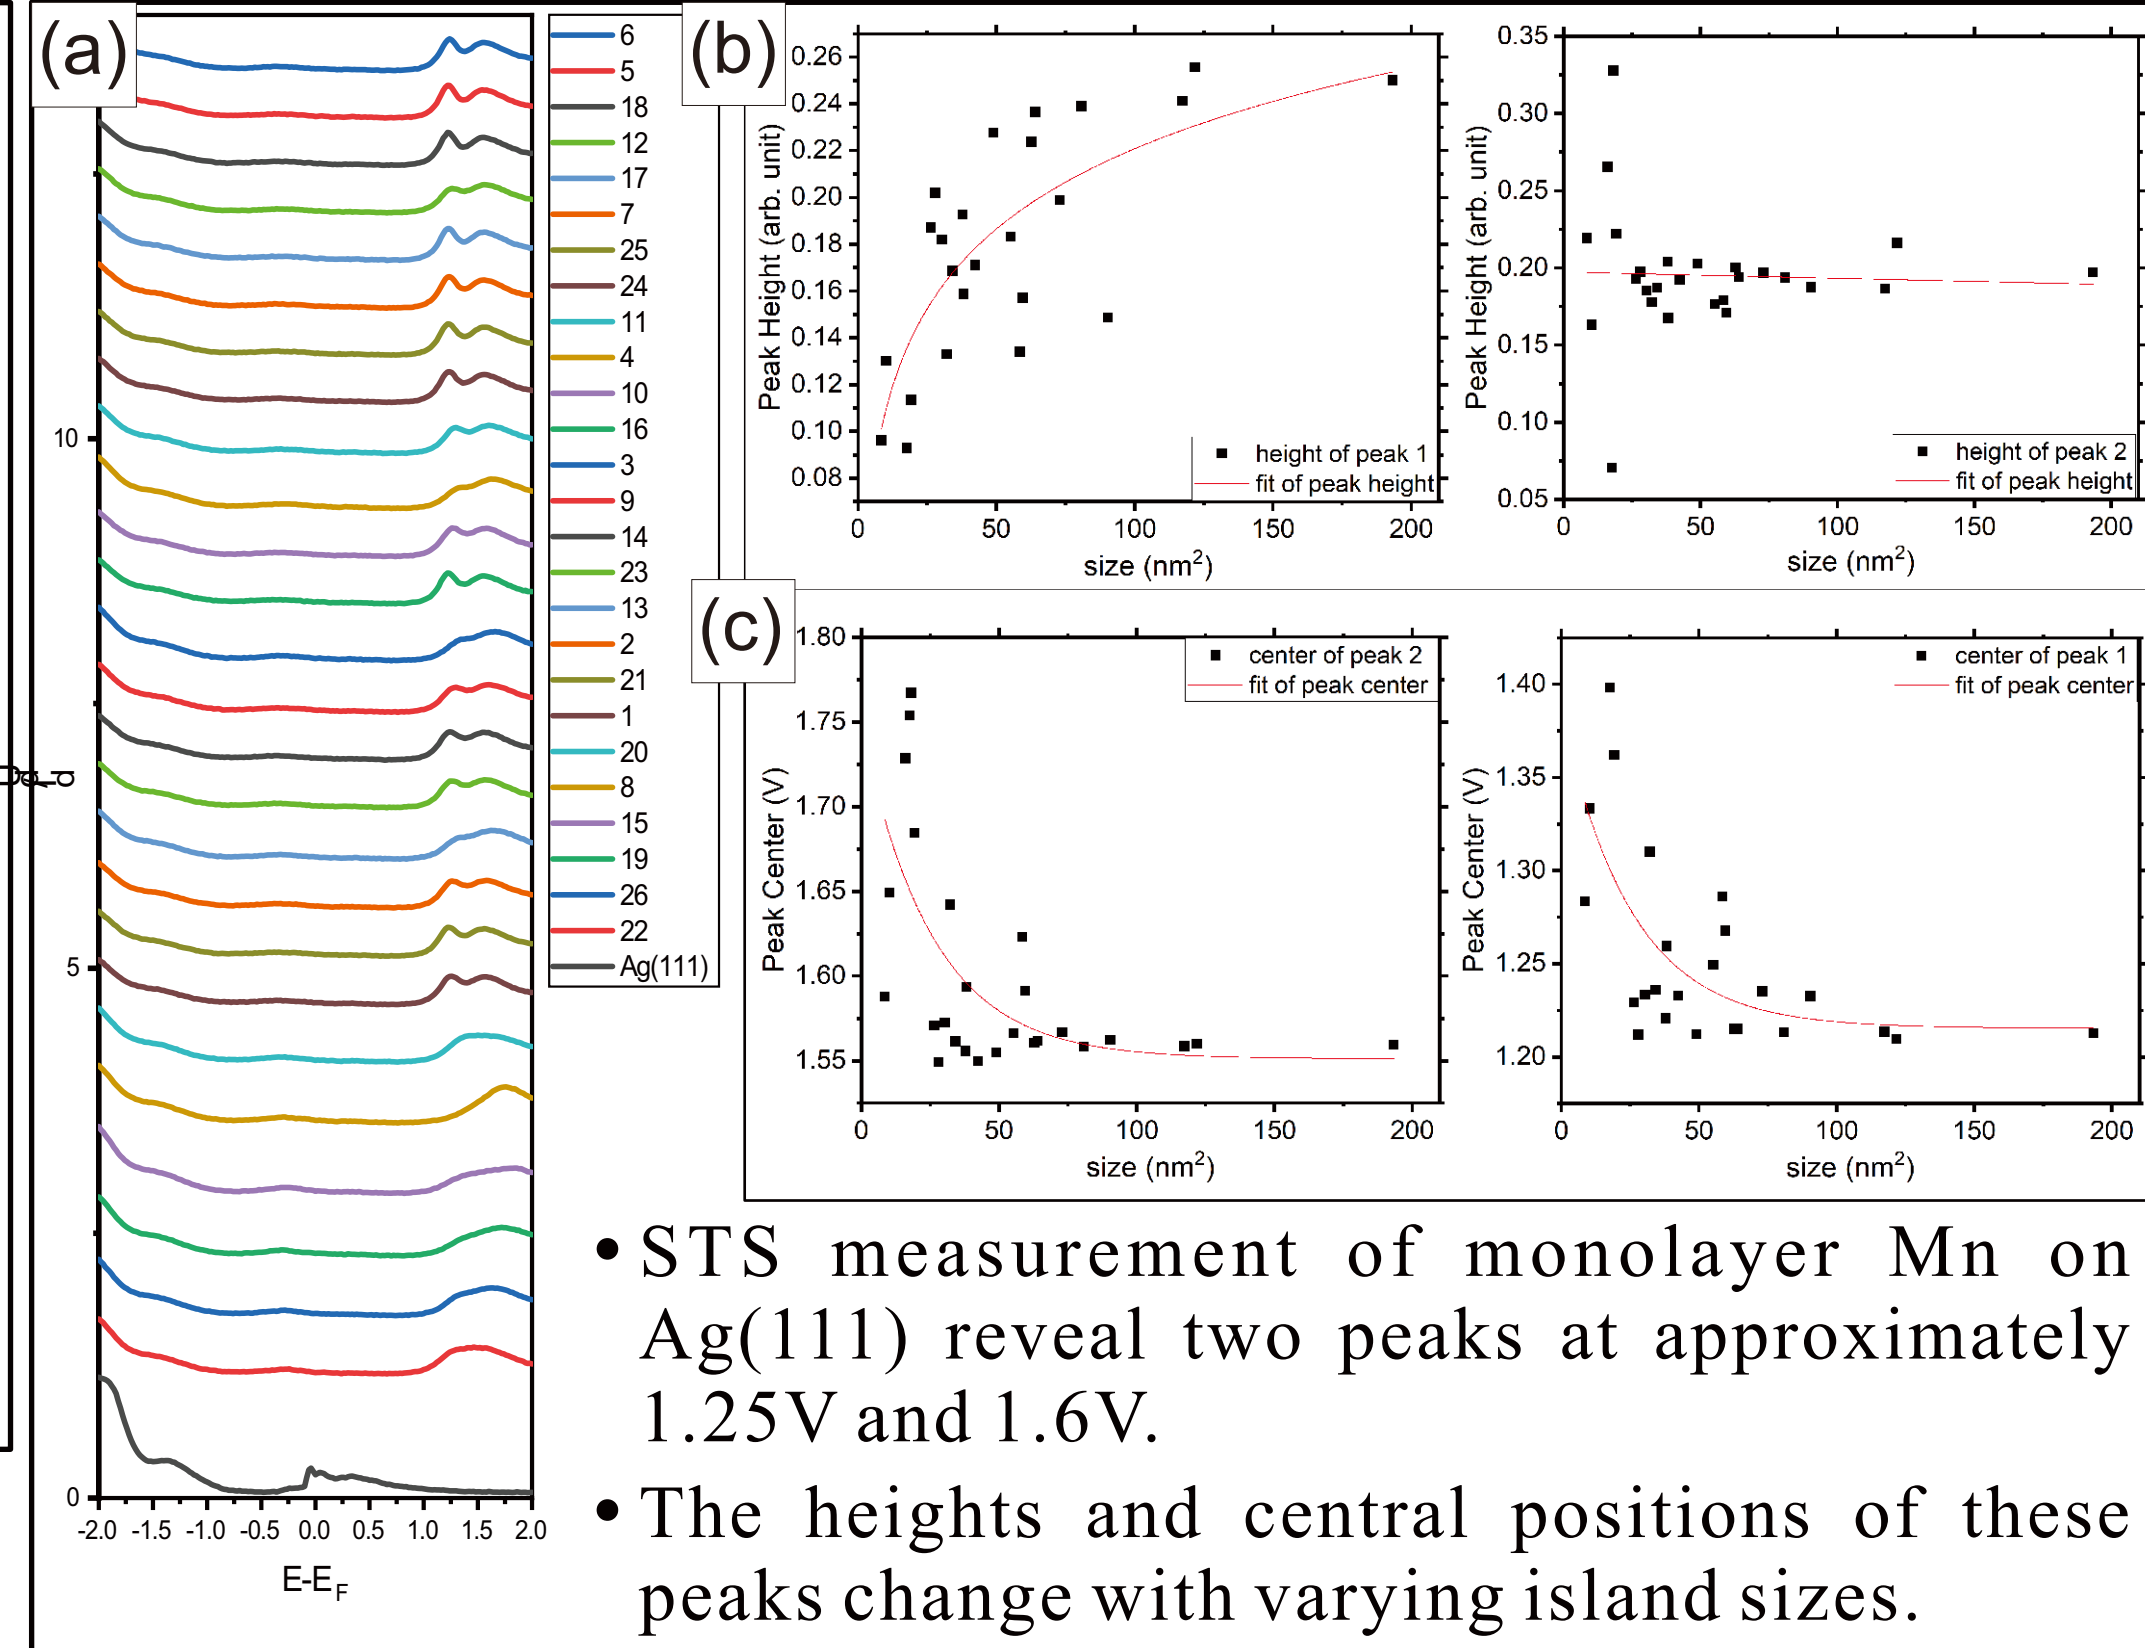 (a)
6
5
18
12
17
7
25
24
11
4
10
16
3
9
14
23
13
2
21
1
20
8
15
19
26
22
Ag(111)
10
5
0
-2.0 -1.5 -1.0 -0.5 0.0 0.5 1.0 1.5 2.0
E-E_F
(b)
0.26
0.24
0.22
0.20
0.18
0.16
0.14
0.12
0.10
0.08
Peak Height (arb. unit)
height of peak 1
fit of peak height
0 50 100 150 200
size (nm²)
0.35
0.30
0.25
0.20
0.15
0.10
0.05
Peak Height (arb. unit)
height of peak 2
fit of peak height
0 50 100 150 200
size (nm²)
(c)
1.80
1.75
1.70
1.65
1.60
1.55
Peak Center (V)
center of peak 2
fit of peak center
0 50 100 150 200
size (nm²)
1.40
1.35
1.30
1.25
1.20
Peak Center (V)
center of peak 1
fit of peak center
0 50 100 150 200
size (nm²)
• STS measurement of monolayer Mn on
Ag(111) reveal two peaks at approximately
1.25V and 1.6V.
• The heights and central positions of these
peaks change with varying island sizes.